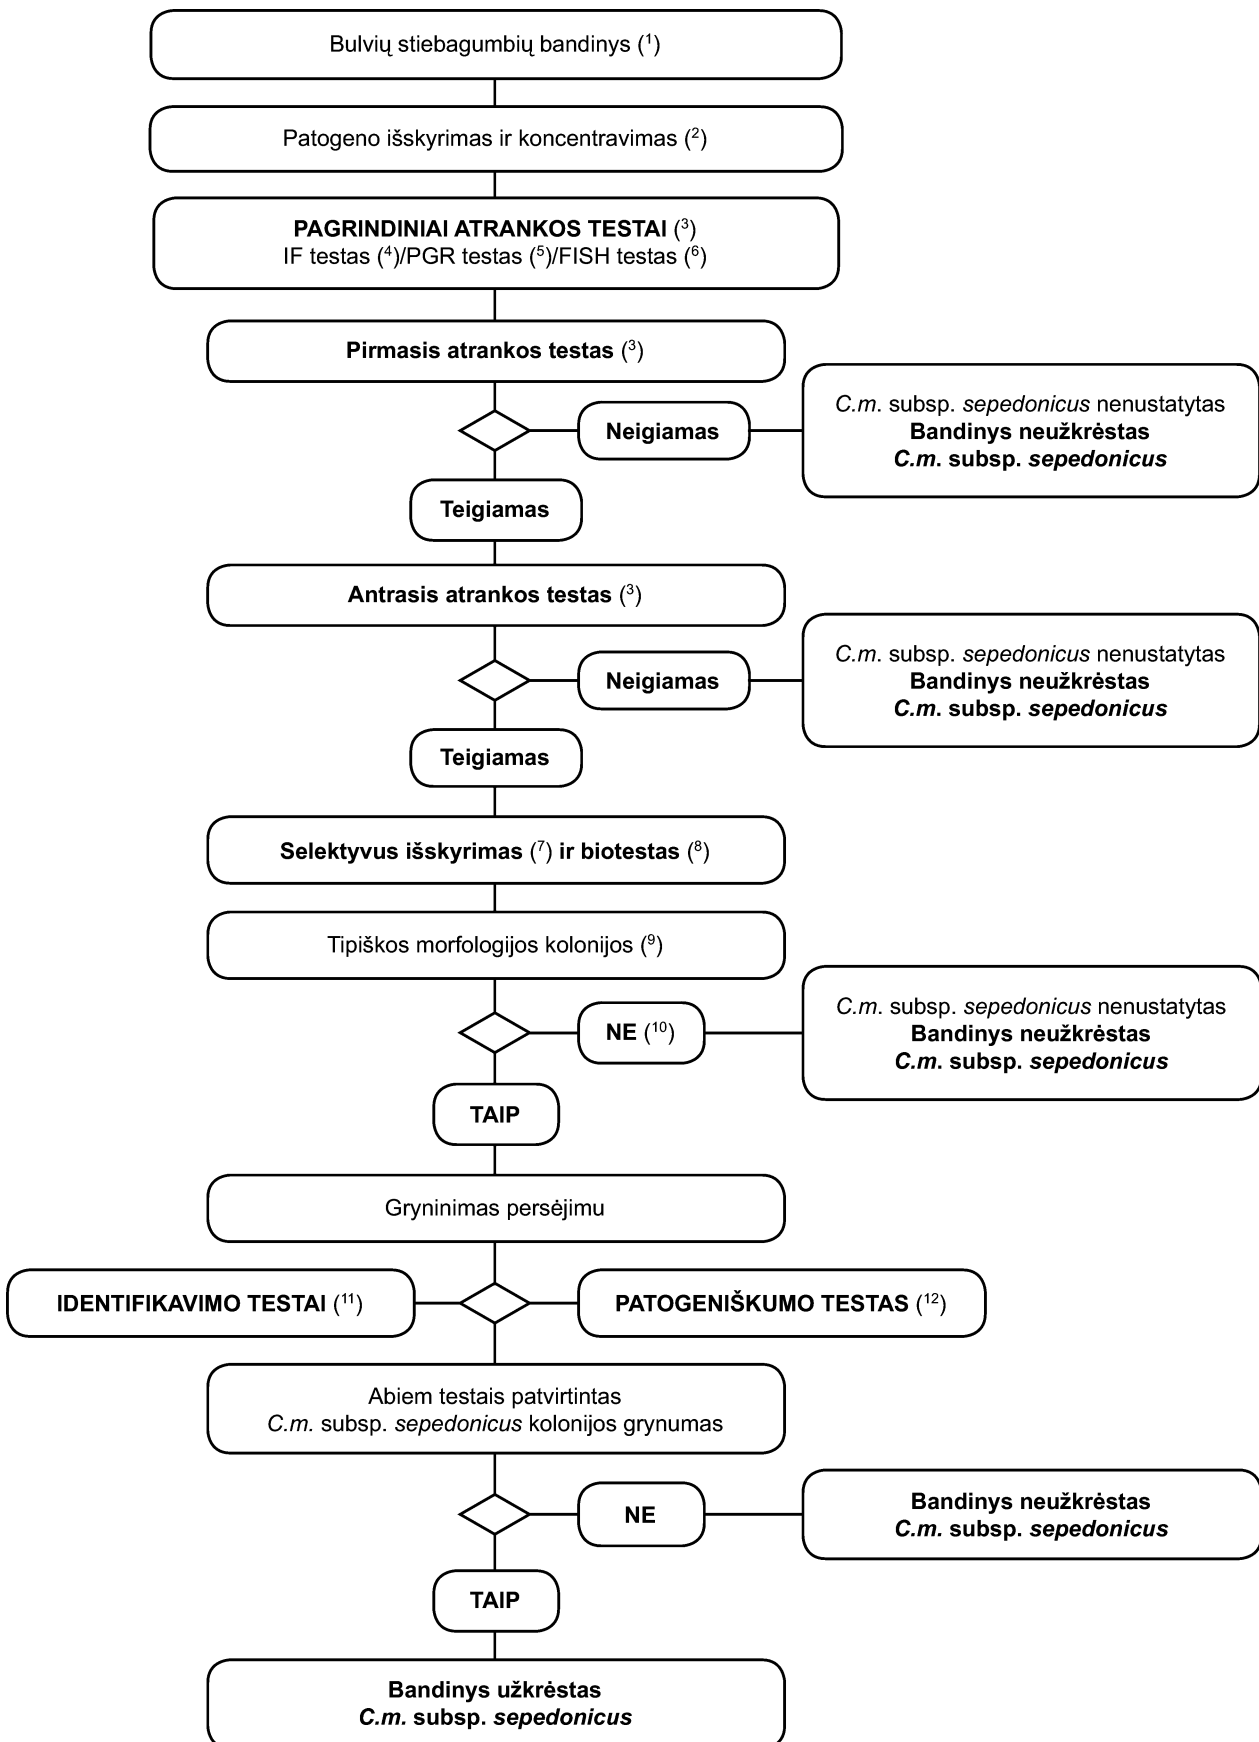 Bulvių stiebagumbių bandinys (¹)
Patogeno išskyrimas ir koncentravimas (²)
PAGRINDINIAI ATRANKOS TESTAI (³)
IF testas (⁴)/PGR testas (⁵)/FISH testas (⁶)
Pirmasis atrankos testas (³)
Neigiamas
C.m. subsp. sepedonicus nenustatytas
Bandinys neužkrėstas
C.m. subsp. sepedonicus
Teigiamas
Antrasis atrankos testas (³)
Neigiamas
C.m. subsp. sepedonicus nenustatytas
Bandinys neužkrėstas
C.m. subsp. sepedonicus
Teigiamas
Selektyvus išskyrimas (⁷) ir biotestas (⁸)
Tipiškos morfologijos kolonijos (⁹)
NE (¹⁰)
C.m. subsp. sepedonicus nenustatytas
Bandinys neužkrėstas
C.m. subsp. sepedonicus
TAIP
Gryninimas persėjimu
IDENTIFIKAVIMO TESTAI (¹¹)
PATOGENIŠKUMO TESTAS (¹²)
Abiem testais patvirtintas
C.m. subsp. sepedonicus kolonijos grynumas
NE
Bandinys neužkrėstas
C.m. subsp. sepedonicus
TAIP
Bandinys užkrėstas
C.m. subsp. sepedonicus